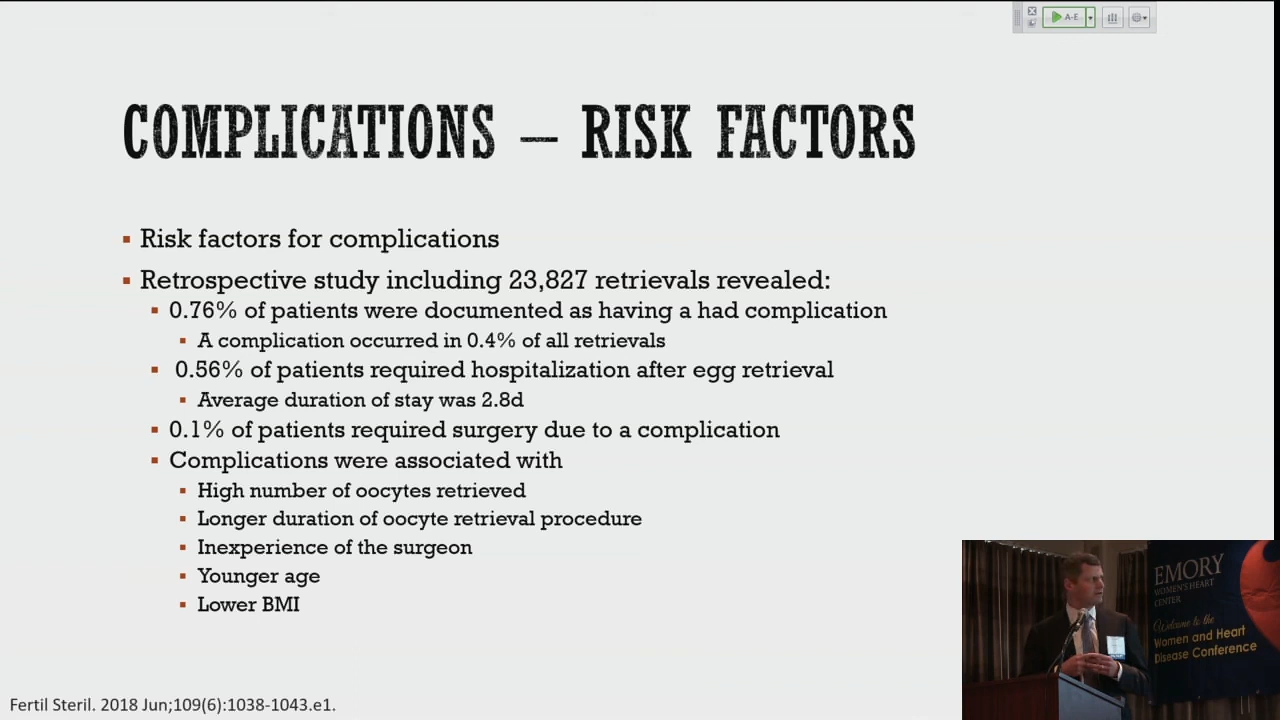 A-E
COMPLICATIONS – RISK FACTORS
Risk factors for complications
Retrospective study including 23,827 retrievals revealed:
0.76% of patients were documented as having a had complication
A complication occurred in 0.4% of all retrievals
0.56% of patients required hospitalization after egg retrieval
Average duration of stay was 2.8d
0.1% of patients required surgery due to a complication
Complications were associated with
High number of oocytes retrieved
Longer duration of oocyte retrieval procedure
Inexperience of the surgeon
Younger age
Lower BMI
Fertil Steril. 2018 Jun;109(6):1038-1043.e1.
EMORY
WOMEN'S HEART
CENTER
Welcome to the
Women and Heart
Disease Conference